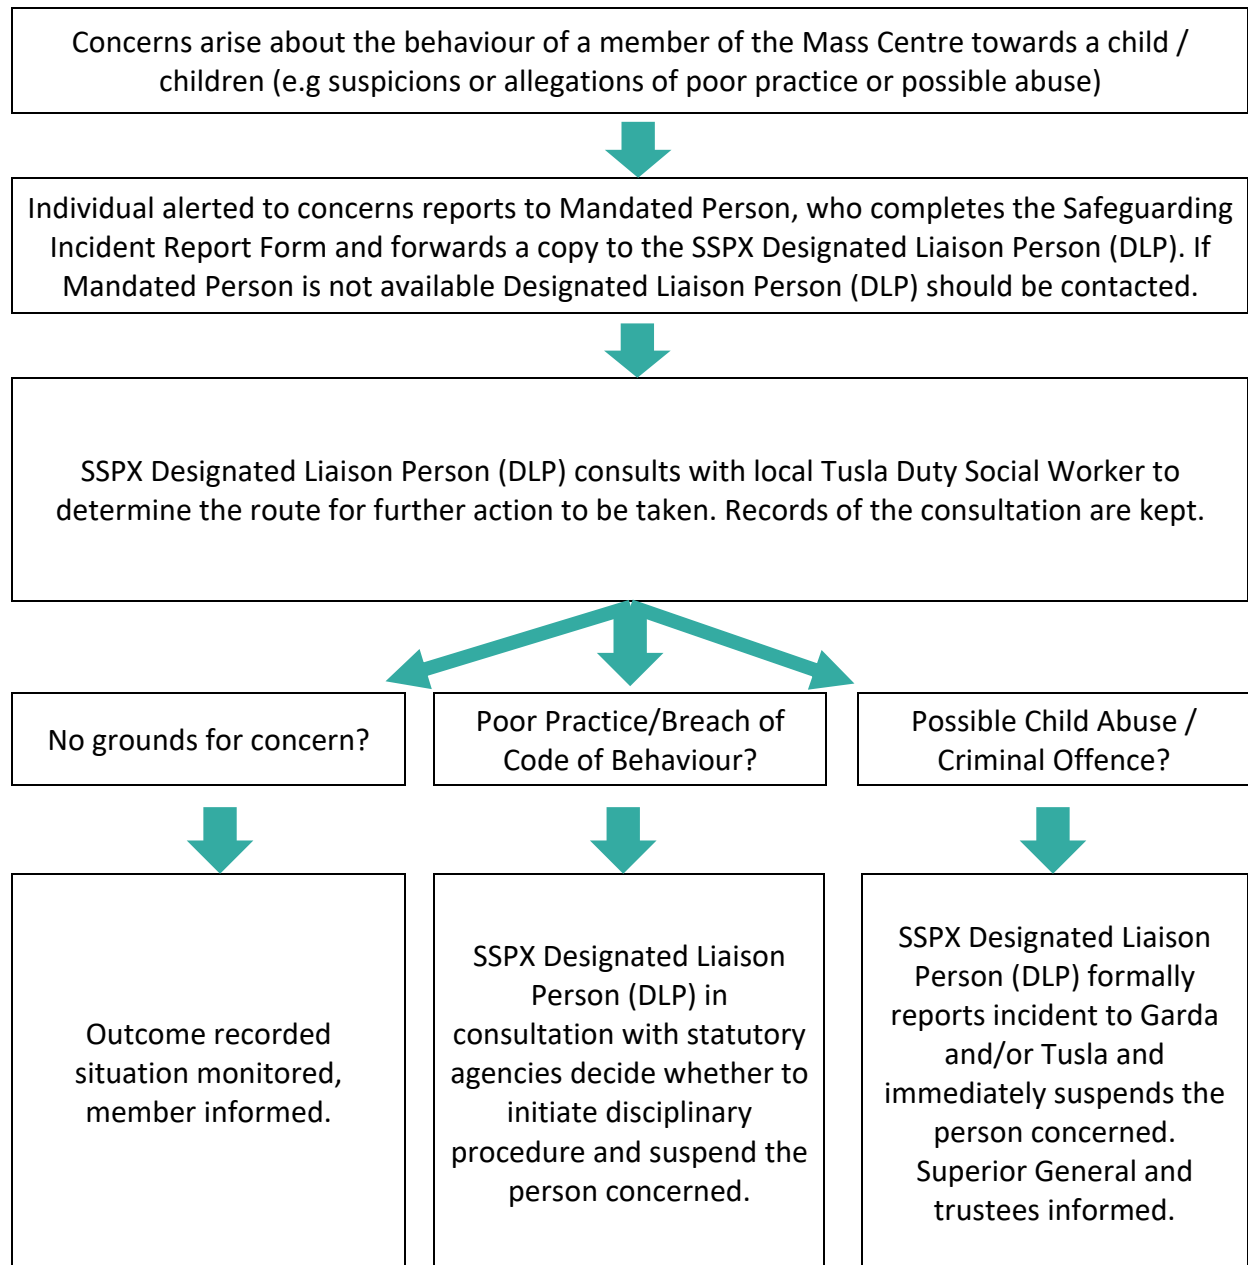 Concerns arise about the behaviour of a member of the Mass Centre towards a child /
children (e.g suspicions or allegations of poor practice or possible abuse)
Individual alerted to concerns reports to Mandated Person, who completes the Safeguarding
Incident Report Form and forwards a copy to the SSPX Designated Liaison Person (DLP). If
Mandated Person is not available Designated Liaison Person (DLP) should be contacted.
SSPX Designated Liaison Person (DLP) consults with local Tusla Duty Social Worker to
determine the route for further action to be taken. Records of the consultation are kept.
No grounds for concern?
Poor Practice/Breach of
Code of Behaviour?
Possible Child Abuse /
Criminal Offence?
Outcome recorded
situation monitored,
member informed.
SSPX Designated Liaison
Person (DLP) in
consultation with statutory
agencies decide whether to
initiate disciplinary
procedure and suspend the
person concerned.
SSPX Designated Liaison
Person (DLP) formally
reports incident to Garda
and/or Tusla and
immediately suspends the
person concerned.
Superior General and
trustees informed.